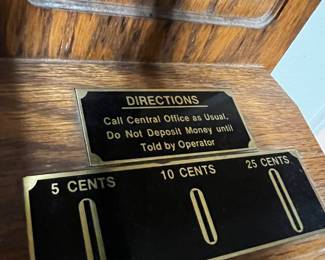 DIRECTIONS
Call Central Office as Usual,
Do Not Deposit Money until
Told by Operator
5 CENTS
10 CENTS
25 CENTS